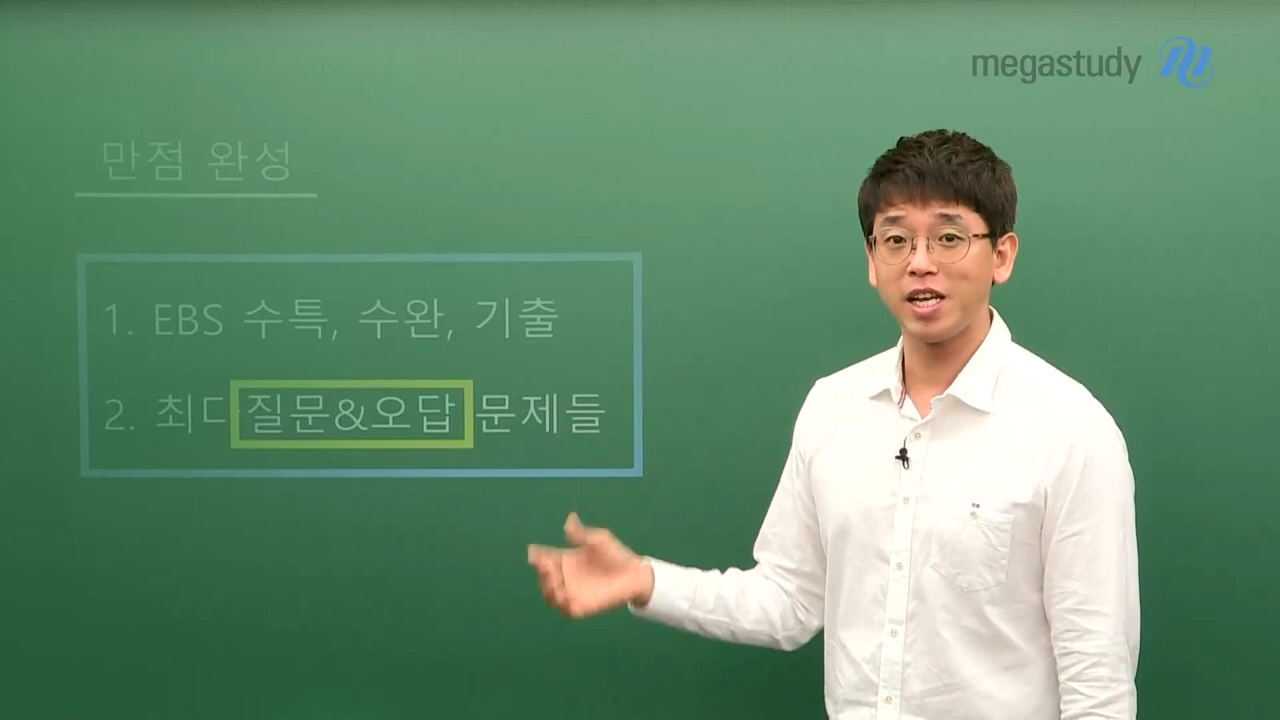 megastudy
만점 완성
1. EBS 수특, 수완, 기출
2. 최다 질문&오답 문제들